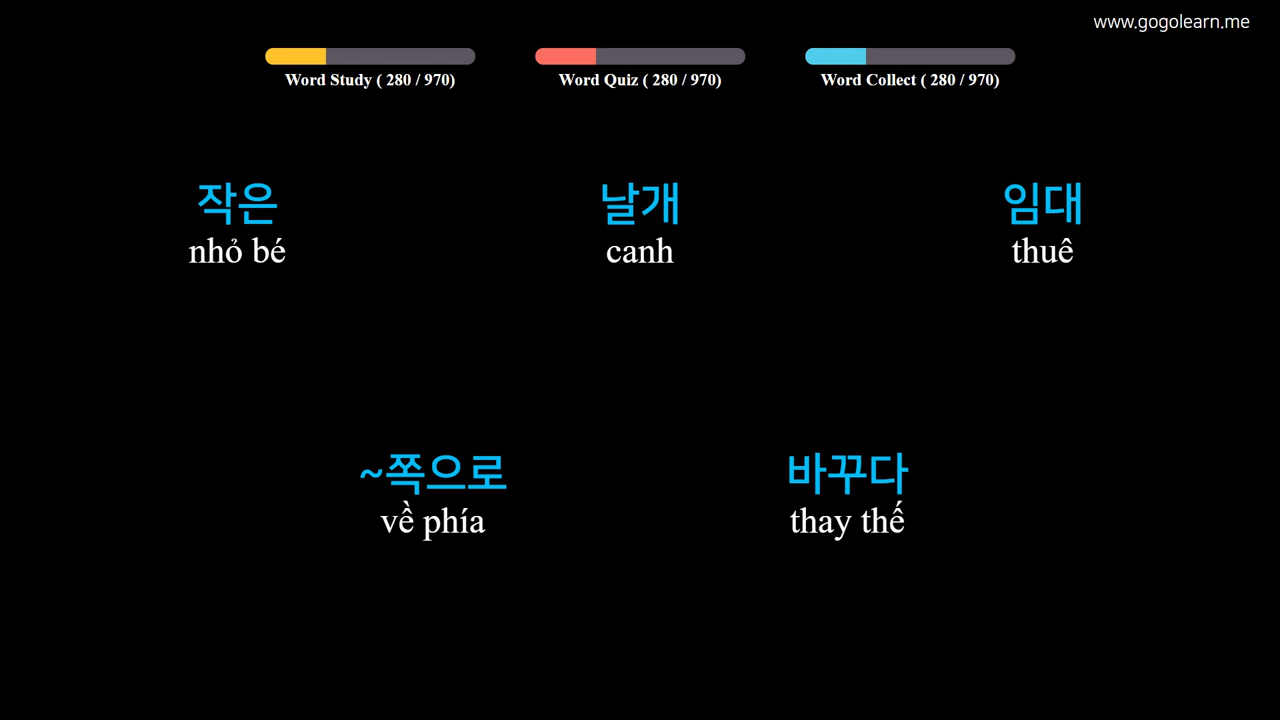 www.gogolearn.me
Word Study ( 280 / 970)
Word Quiz ( 280 / 970)
Word Collect ( 280 / 970)
작은
nhỏ bé
날개
canh
임대
thuê
~쪽으로
về phía
바꾸다
thay thế